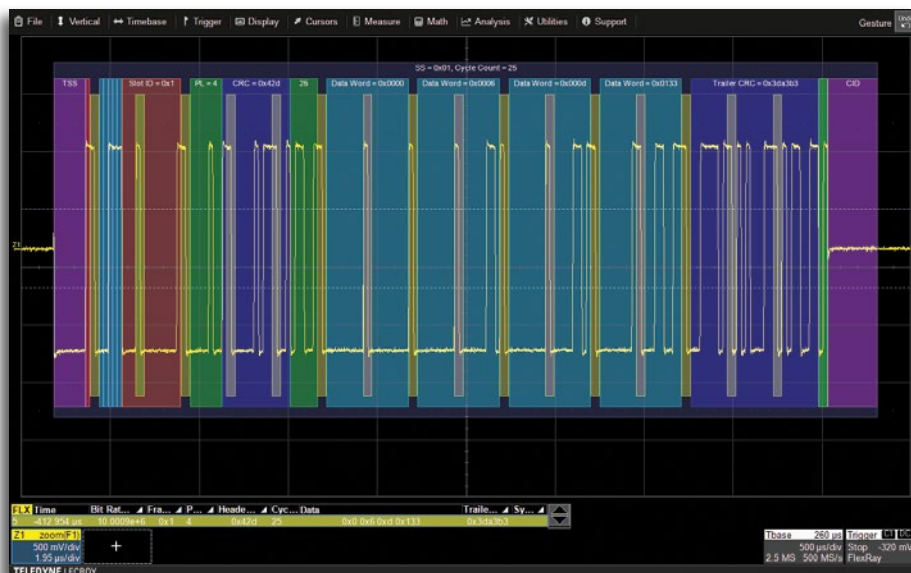 File Vertical Timebase Trigger Display Cursors Measure Math Analysis Utilities Support
Gesture Undo
SS = 0x01, Cycle Count = 25
TSS Slot ID = 0x1 PL = 4 CRC = 0x42d 25 Data Word = 0x0000 Data Word = 0x0006 Data Word = 0x000d Data Word = 0x0133 Trailer CRC = 0x3da3b3 CID
Z1
FLX Time Bit Rat... Fra... P... Heade... Cyc... Data Traile... Sy...
5 -412.954 µs 10.0009e+6 0x1 4 0x42d 25 0x0 0x6 0xd 0x133 0x3da3b3
Z1 zoom(F1)
500 mV/div
1.95 µs/div
+
Tbase 260 µs Trigger C1 DC
500 µs/div Stop -320 mV
2.5 MS 500 MS/s FlexRay
TELEDYNE LECROY